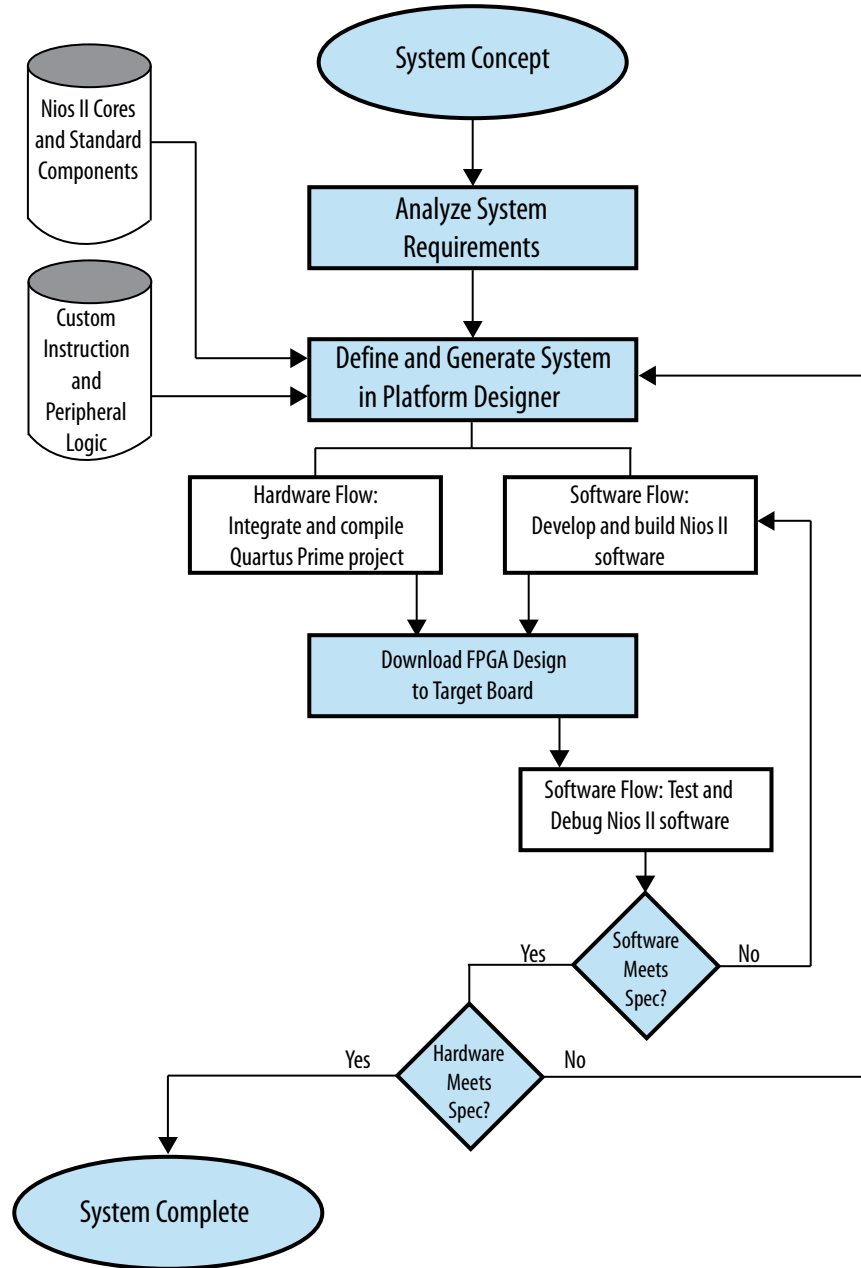 System Concept
Nios II Cores
and Standard
Components
Analyze System
Requirements
Custom
Instruction
and
Peripheral
Logic
Define and Generate System
in Platform Designer
Hardware Flow:
Integrate and compile
Quartus Prime project
Software Flow:
Develop and build Nios II
software
Download FPGA Design
to Target Board
Software Flow: Test and
Debug Nios II software
Software
Meets
Spec?
Yes
No
Hardware
Meets
Spec?
Yes
No
System Complete